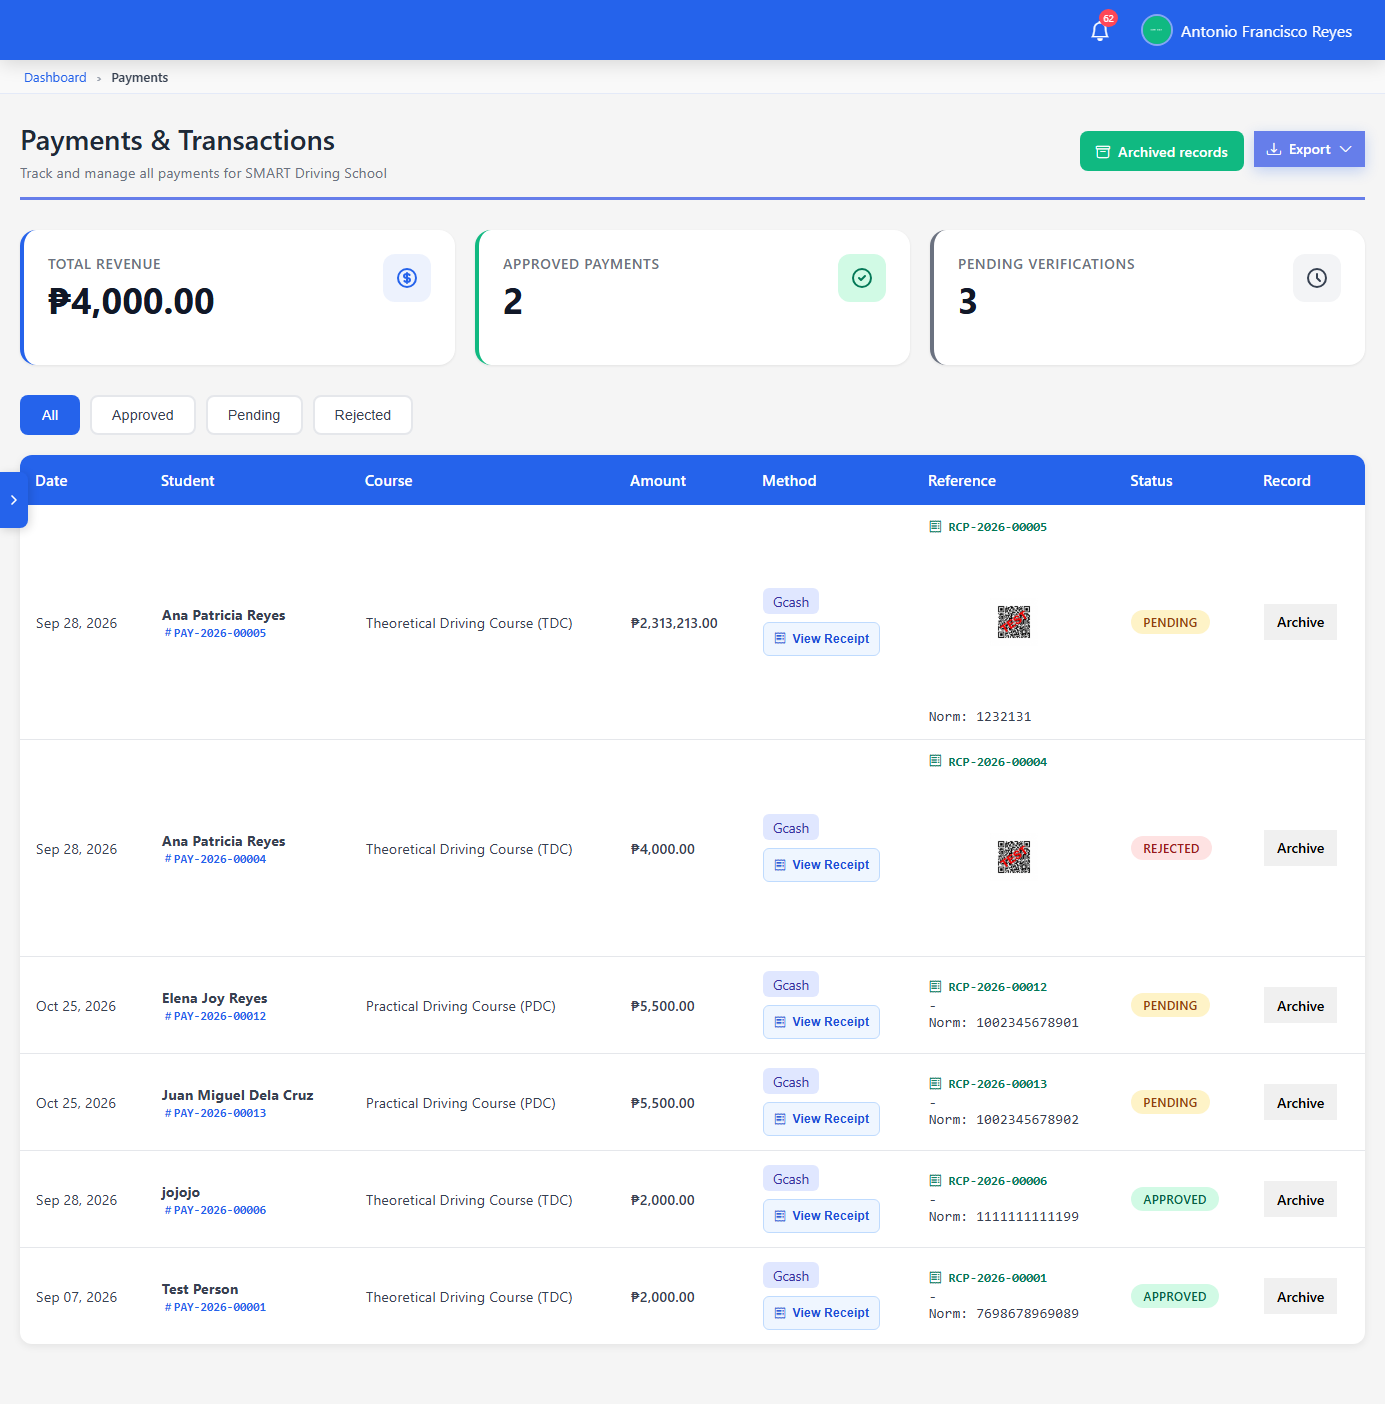 62
Antonio Francisco Reyes
Dashboard > Payments
Payments & Transactions
Track and manage all payments for SMART Driving School
Archived records
Export
TOTAL REVENUE
₱4,000.00
APPROVED PAYMENTS
2
PENDING VERIFICATIONS
3
All
Approved
Pending
Rejected
Date Student Course Amount Method Reference Status Record
RCP-2026-00005
Sep 28, 2026
Ana Patricia Reyes
#PAY-2026-00005
Theoretical Driving Course (TDC)
₱2,313,213.00
Gcash
View Receipt
Norm: 1232131
PENDING
Archive
RCP-2026-00004
Sep 28, 2026
Ana Patricia Reyes
#PAY-2026-00004
Theoretical Driving Course (TDC)
₱4,000.00
Gcash
View Receipt
REJECTED
Archive
Oct 25, 2026
Elena Joy Reyes
#PAY-2026-00012
Practical Driving Course (PDC)
₱5,500.00
Gcash
View Receipt
RCP-2026-00012
-
Norm: 1002345678901
PENDING
Archive
Oct 25, 2026
Juan Miguel Dela Cruz
#PAY-2026-00013
Practical Driving Course (PDC)
₱5,500.00
Gcash
View Receipt
RCP-2026-00013
-
Norm: 1002345678902
PENDING
Archive
Sep 28, 2026
jojojo
#PAY-2026-00006
Theoretical Driving Course (TDC)
₱2,000.00
Gcash
View Receipt
RCP-2026-00006
-
Norm: 1111111111199
APPROVED
Archive
Sep 07, 2026
Test Person
#PAY-2026-00001
Theoretical Driving Course (TDC)
₱2,000.00
Gcash
View Receipt
RCP-2026-00001
-
Norm: 7698678969089
APPROVED
Archive